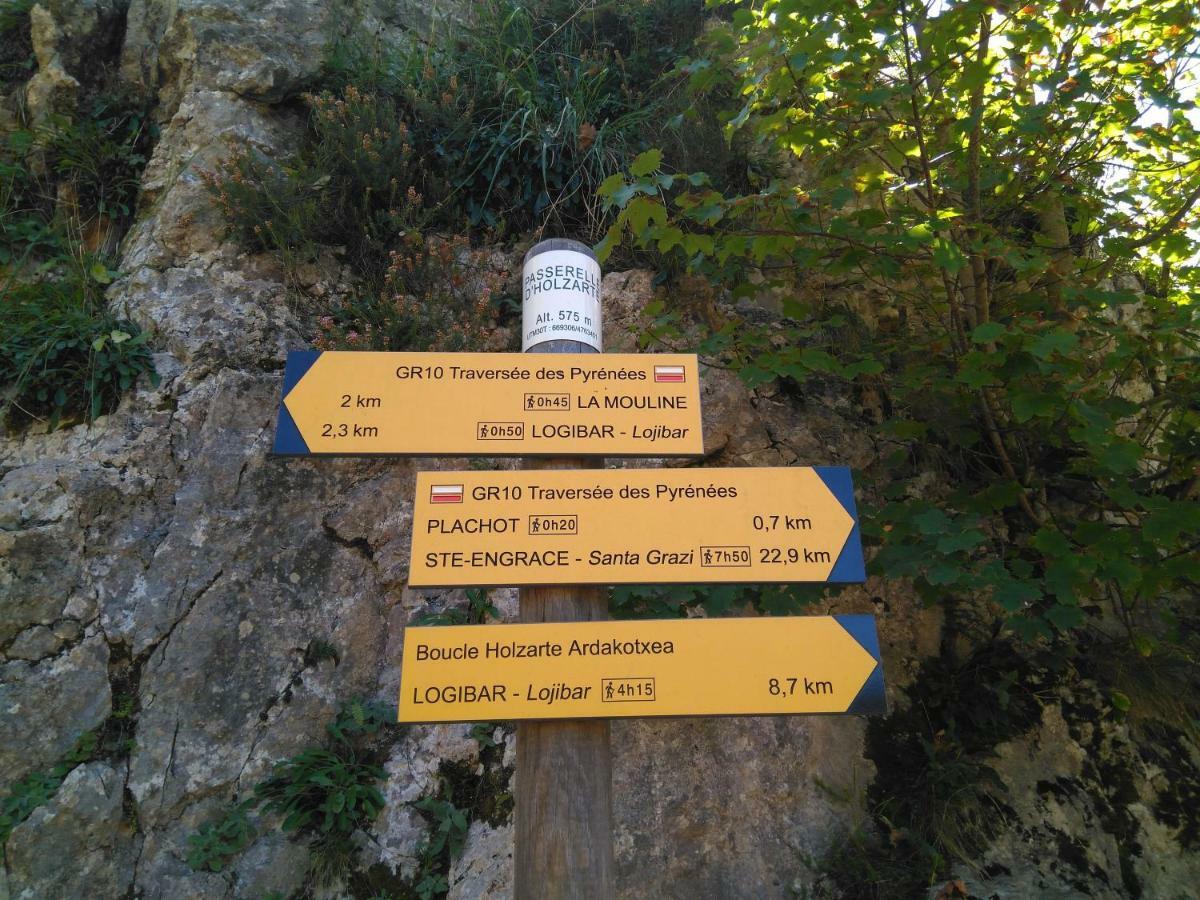 PASSERELLE
D'HOLZARTE
Alt. 575 m
GR10 Traversée des Pyrénées
2 km 0h45 LA MOULINE
2,3 km 0h50 LOGIBAR - Lojibar
GR10 Traversée des Pyrénées
PLACHOT 0h20 0,7 km
STE-ENGRACE - Santa Grazi 7h50 22,9 km
Boucle Holzarte Ardakotxea
LOGIBAR - Lojibar 4h15 8,7 km